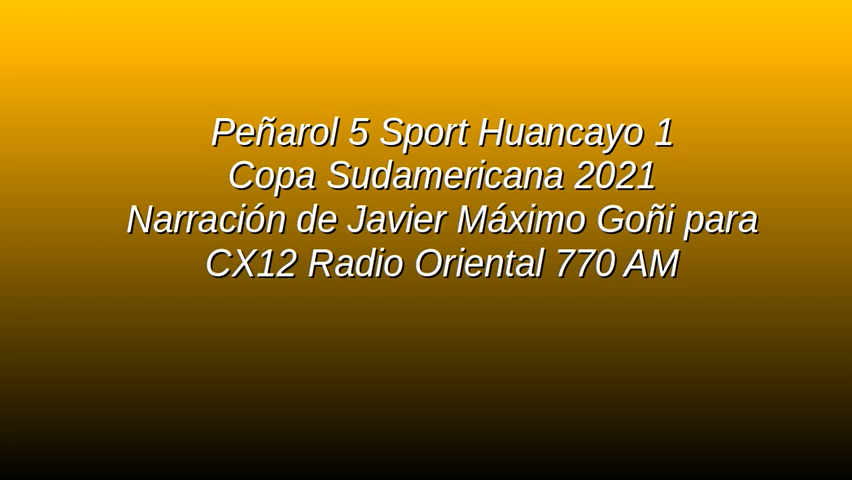 Peñarol 5 Sport Huancayo 1
Copa Sudamericana 2021
Narración de Javier Máximo Goñi para
CX12 Radio Oriental 770 AM